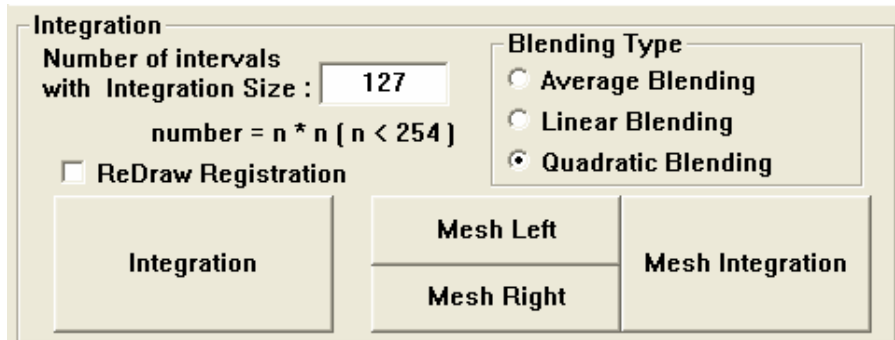 Integration
Number of intervals
with Integration Size : 127
number = n * n ( n < 254 )
ReDraw Registration
Blending Type
Average Blending
Linear Blending
Quadratic Blending
Integration
Mesh Left
Mesh Right
Mesh Integration